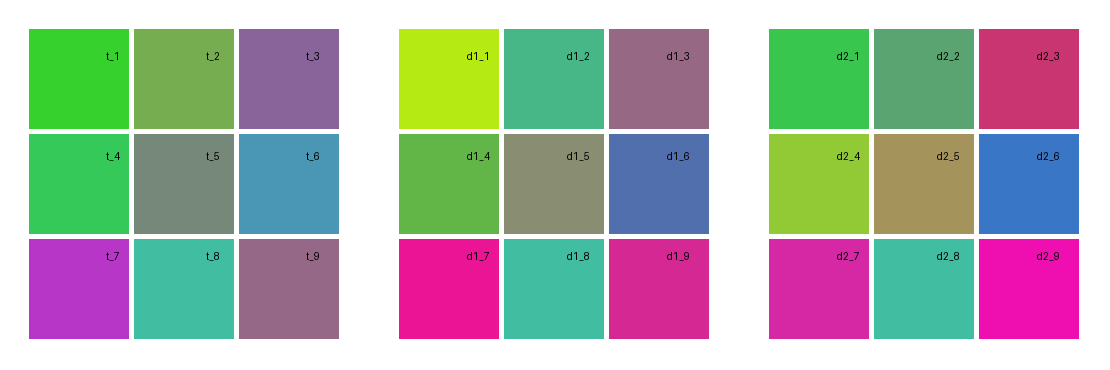 t_1 t_2 t_3 d1_1 d1_2 d1_3 d2_1 d2_2 d2_3
t_4 t_5 t_6 d1_4 d1_5 d1_6 d2_4 d2_5 d2_6
t_7 t_8 t_9 d1_7 d1_8 d1_9 d2_7 d2_8 d2_9